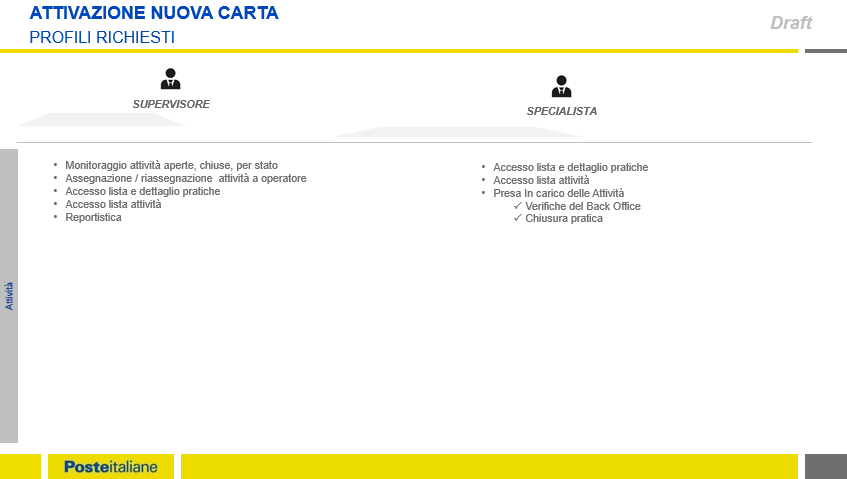 ATTIVAZIONE NUOVA CARTA
PROFILI RICHIESTI
Draft
SUPERVISORE
SPECIALISTA
Attività
• Monitoraggio attività aperte, chiuse, per stato
• Assegnazione / riassegnazione attività a operatore
• Accesso lista e dettaglio pratiche
• Accesso lista attività
• Reportistica
• Accesso lista e dettaglio pratiche
• Accesso lista attività
• Presa In carico delle Attività
✓ Verifiche del Back Office
✓ Chiusura pratica
Posteitaliane